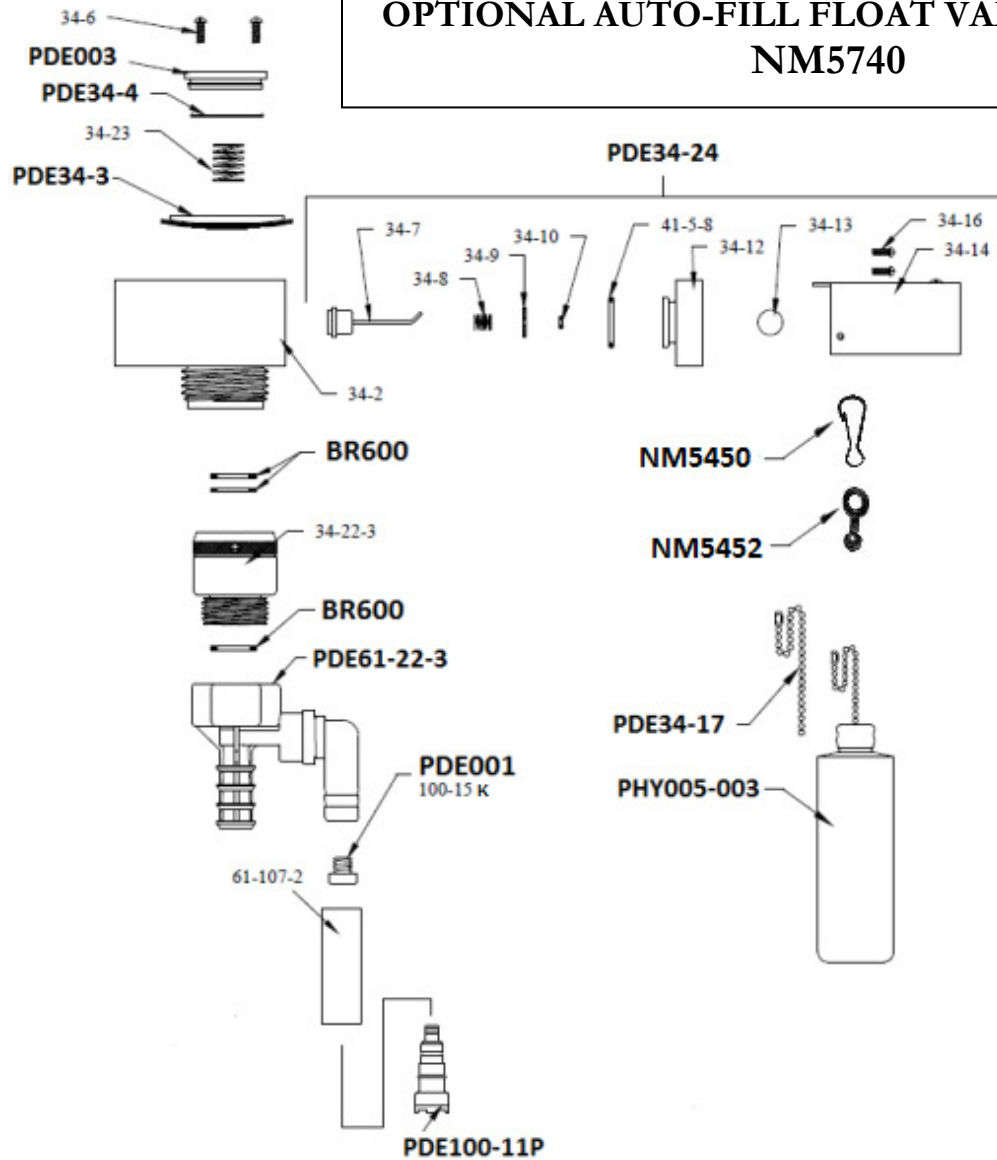 OPTIONAL AUTO-FILL FLOAT
NM5740
34-6
PDE003
PDE34-4
34-23
PDE34-3
PDE34-24
34-7
34-8
34-9
34-10
41-5-8
34-12
34-13
34-16
34-14
34-2
BR600
34-22-3
BR600
PDE61-22-3
PDE001
100-15 K
61-107-2
PDE100-11P
NM5450
NM5452
PDE34-17
PHY005-003